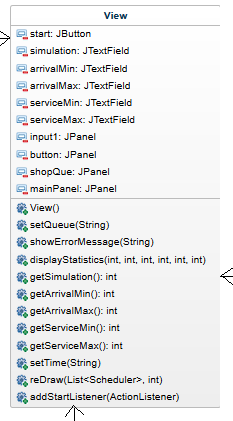 View
start: JButton
simulation: JTextField
arrivalMin: JTextField
arrivalMax: JTextField
serviceMin: JTextField
serviceMax: JTextField
input1: JPanel
button: JPanel
shopQue: JPanel
mainPanel: JPanel
View()
setQueue(String)
showErrorMessage(String)
displayStatistics(int, int, int, int, int, int)
getSimulation(): int
getArrivalMin(): int
getArrivalMax(): int
getServiceMin(): int
getServiceMax(): int
setTime(String)
reDraw(List<Scheduler>, int)
addStartListener(ActionListener)